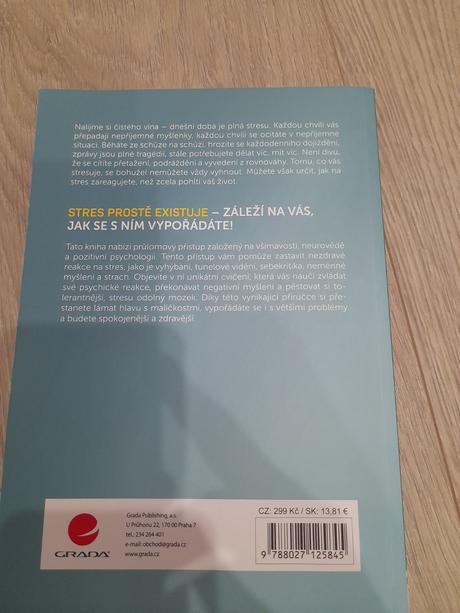 Nalijme si čistého vína – dnešní doba je plná stresu. Každou chvíli vás
přepadají nepříjemné myšlenky, každou chvíli se ocitáte v nepříjemné
situaci. Běháte ze schůze na schůzi, hrozíte se každodenního dojíždění,
zprávy jsou plné tragédií, stále potřebujete dělat víc, mít víc. Není divu,
že se cítíte přetažení, podráždění a vyvedení z rovnováhy. Tomu, co vás
stresuje, se bohužel nemůžete vždy vyhnout. Můžete však určit, jak na
stres zareagujete, než zcela pohltí váš život.
STRES PROSTĚ EXISTUJE – ZÁLEŽÍ NA VÁS,
JAK SE S NÍM VYPOŘÁDÁTE!
Tato kniha nabízí průlomový přístup založený na všímavosti, neurovědě
a pozitivní psychologii. Tento přístup vám pomůže zastavit nezdravé
reakce na stres, jako je vyhýbání, tunelové vidění, sebekritika, neměnné
myšlení a strach. Objevíte v ní unikátní cvičení, která vás naučí zvládat
své psychické reakce, překonávat negativní myšlení a pěstovat si to-
lerantnější, stresu odolný mozek. Díky této vynikající příručce si pře-
stanete lámat hlavu s maličkostmi, vypořádáte se i s většími problémy
a budete spokojenější a zdravější.
GRADA
Grada Publishing, a.s.
U Průhonu 22, 170 00 Praha 7
tel.: 234 264 401
e-mail: obchod@grada.cz
www.grada.cz
CZ: 299 Kč / SK: 13,81 €
9 788027 125845